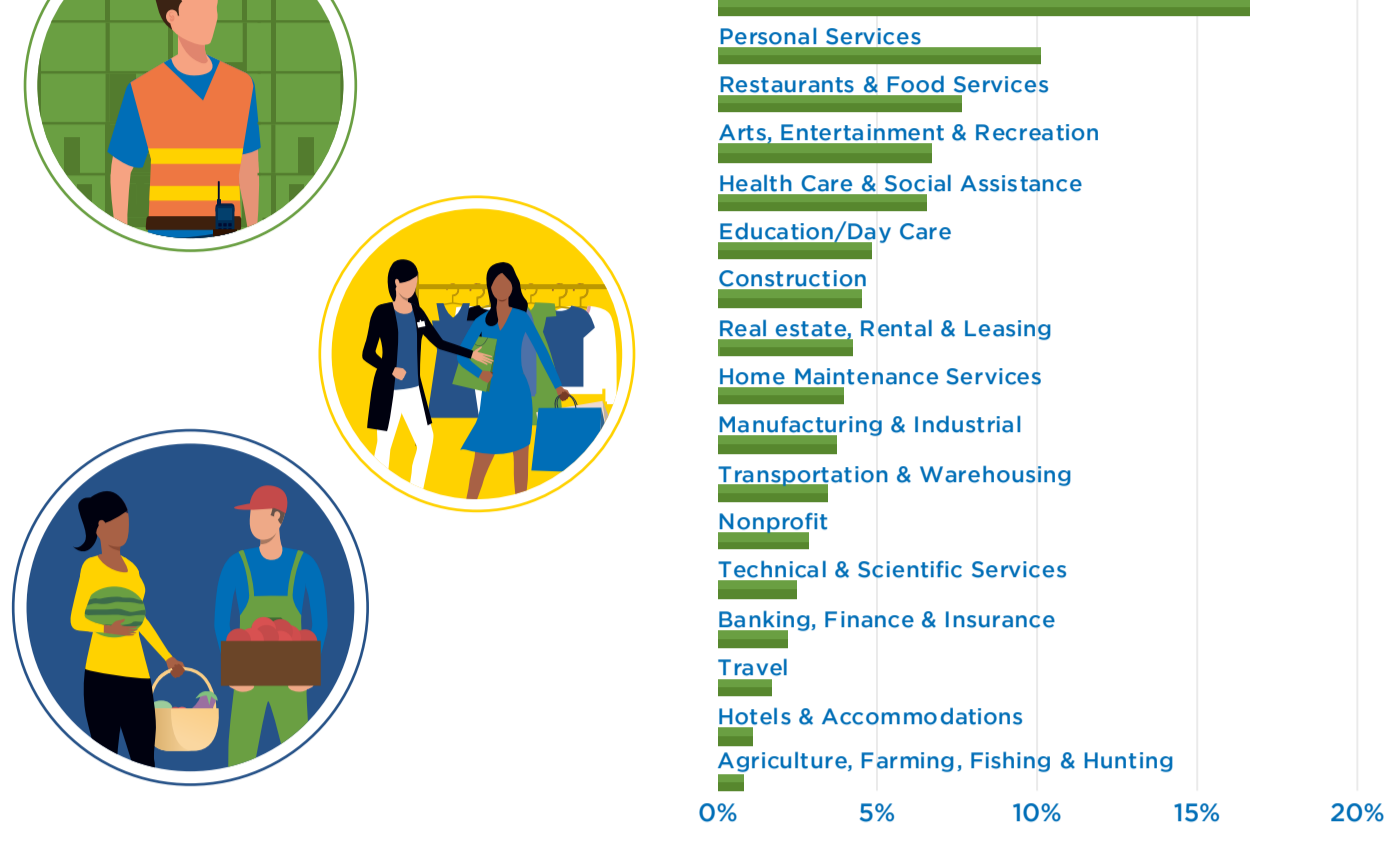 Personal Services
Restaurants & Food Services
Arts, Entertainment & Recreation
Health Care & Social Assistance
Education/Day Care
Construction
Real estate, Rental & Leasing
Home Maintenance Services
Manufacturing & Industrial
Transportation & Warehousing
Nonprofit
Technical & Scientific Services
Banking, Finance & Insurance
Travel
Hotels & Accommodations
Agriculture, Farming, Fishing & Hunting
0% 5% 10% 15% 20%